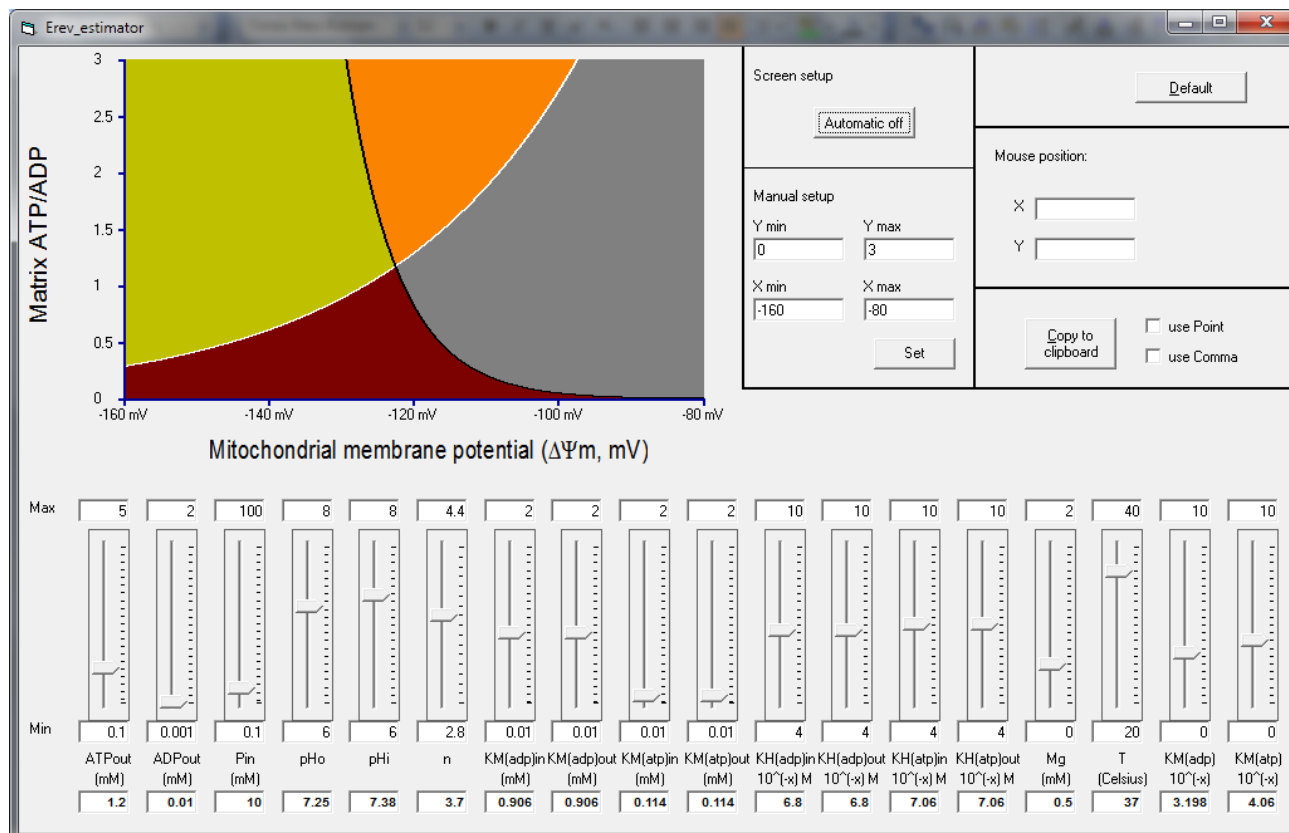 Erev_estimator
3
2.5
2
1.5
1
0.5
0
Matrix ATP/ADP
-160 mV -140 mV -120 mV -100 mV -80 mV
Mitochondrial membrane potential (ΔΨm, mV)
Screen setup
Automatic off
Manual setup
Y min Y max
0 3
X min X max
-160 -80
Set
Default
Mouse position:
X
Y
Copy to
clipboard
use Point
use Comma
Max 5 2 100 8 8 4.4 2 2 2 2 10 10 10 10 2 40 10 10
Min 0.1 0.001 0.1 6 6 2.8 0.01 0.01 0.01 0.01 4 4 4 4 0 20 0 0
ATPout ADPout Pin pHo pHi n KM(adp)in KM(adp)out KM(atp)in KM(atp)out KH(adp)in KH(adp)out KH(atp)in KH(atp)out Mg T KM(adp) KM(atp)
(mM) (mM) (mM) (mM) (mM) (mM) (mM) 10^(-x) M 10^(-x) M 10^(-x) M 10^(-x) M (mM) (Celsius) 10^(-x) 10^(-x)
1.2 0.01 10 7.25 7.38 3.7 0.906 0.906 0.114 0.114 6.8 6.8 7.06 7.06 0.5 37 3.198 4.06